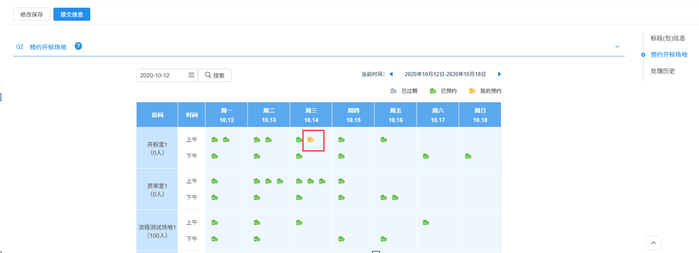 修改保存 提交信息
02 预约开标场地 ?
标段(包)信息
预约开标场地
处理历史
2020-10-12 搜索 当前时间： 2020年10月12日-2020年10月18日
已过期 已预约 我的预约
房间 时间 周一 10.12 周二 10.13 周三 10.14 周四 10.15 周五 10.16 周六 10.17 周日 10.18
开标室1
(0人)
上午
下午
资审室1
(0人)
上午
下午
流程测试场地1
(100人)
上午
下午